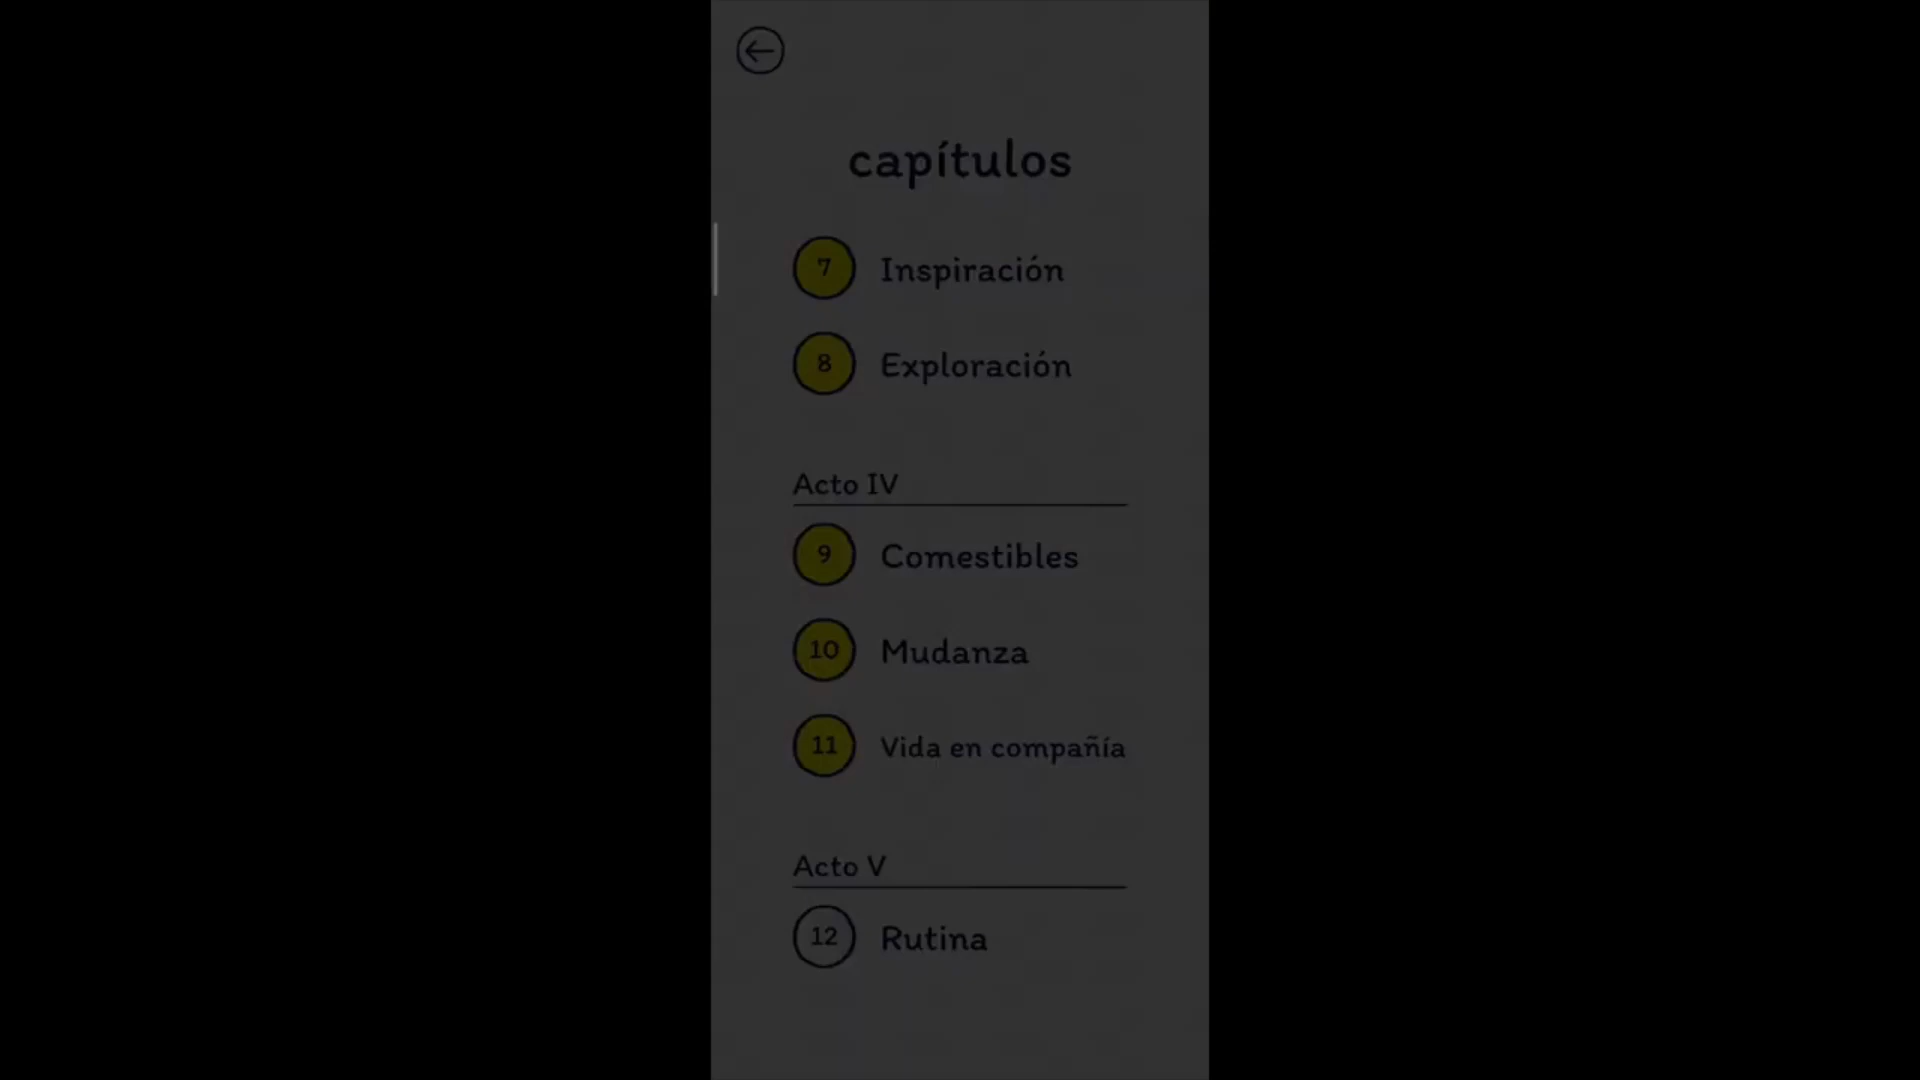 capítulos
7 Inspiración
8 Exploración
Acto IV
9 Comestibles
10 Mudanza
11 Vida en compañía
Acto V
12 Rutina